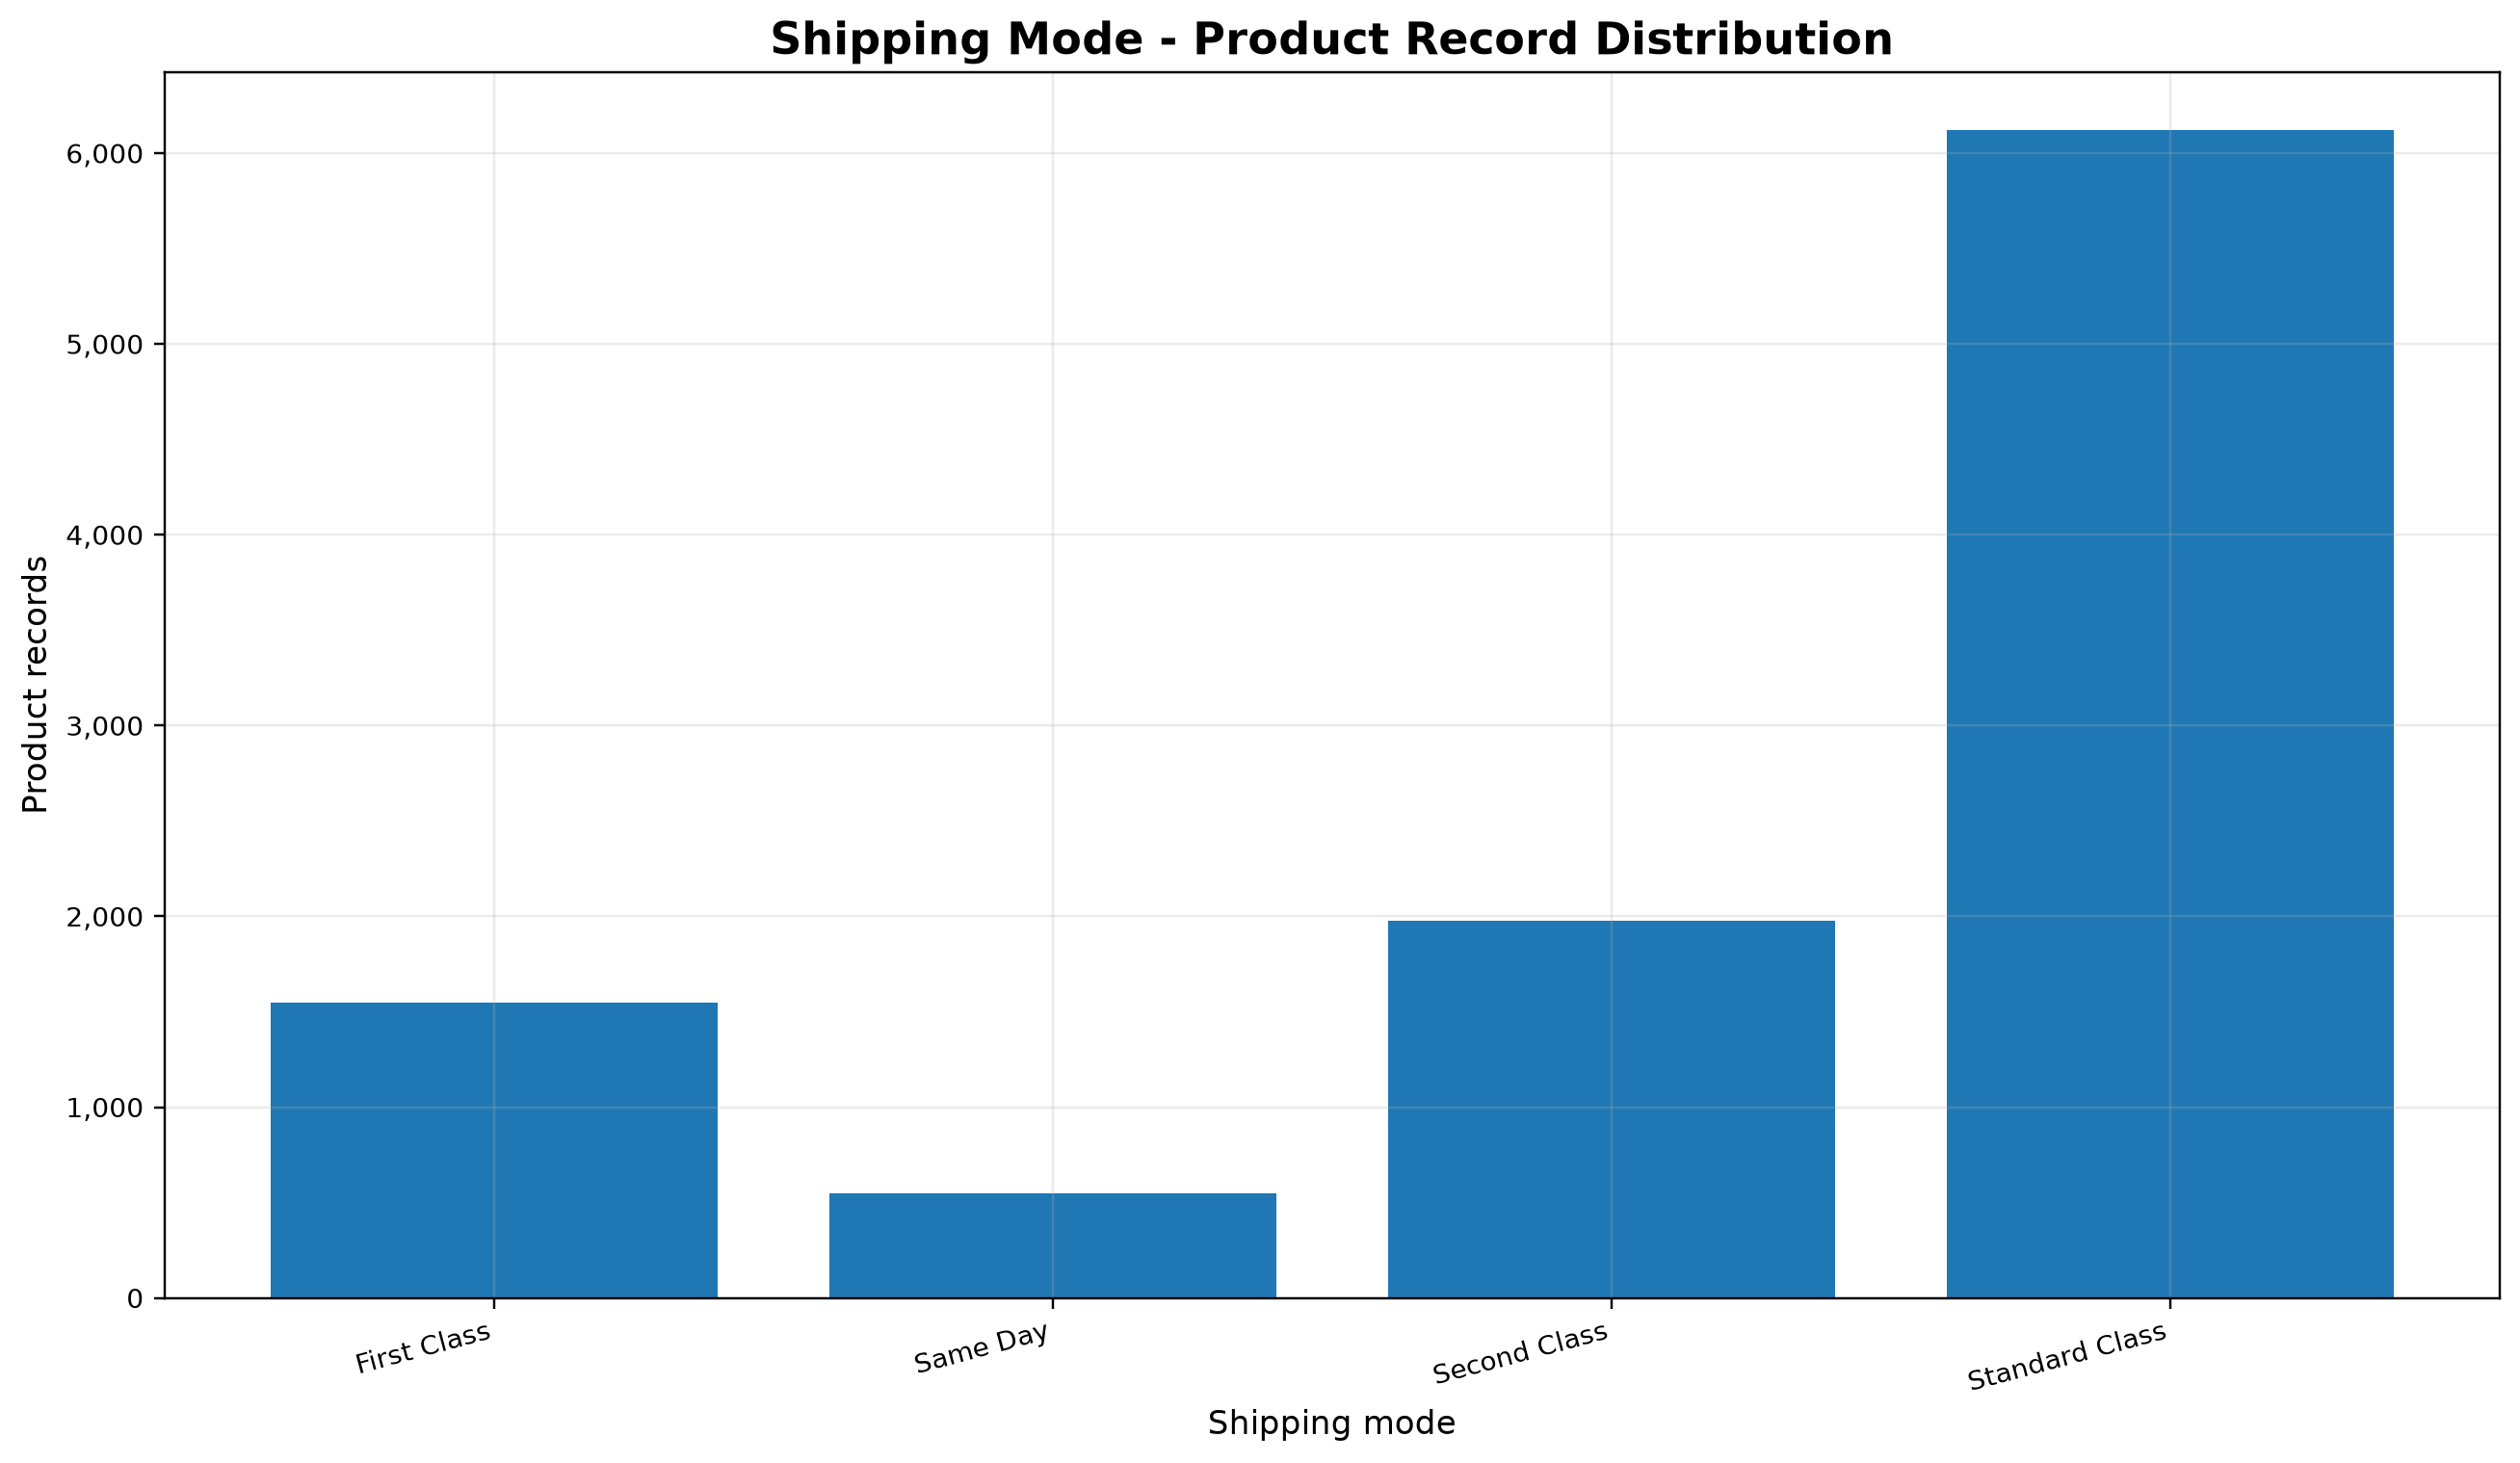 Shipping Mode - Product Record Distribution
Product records
6,000
5,000
4,000
3,000
2,000
1,000
0
First Class
Same Day
Second Class
Standard Class
Shipping mode